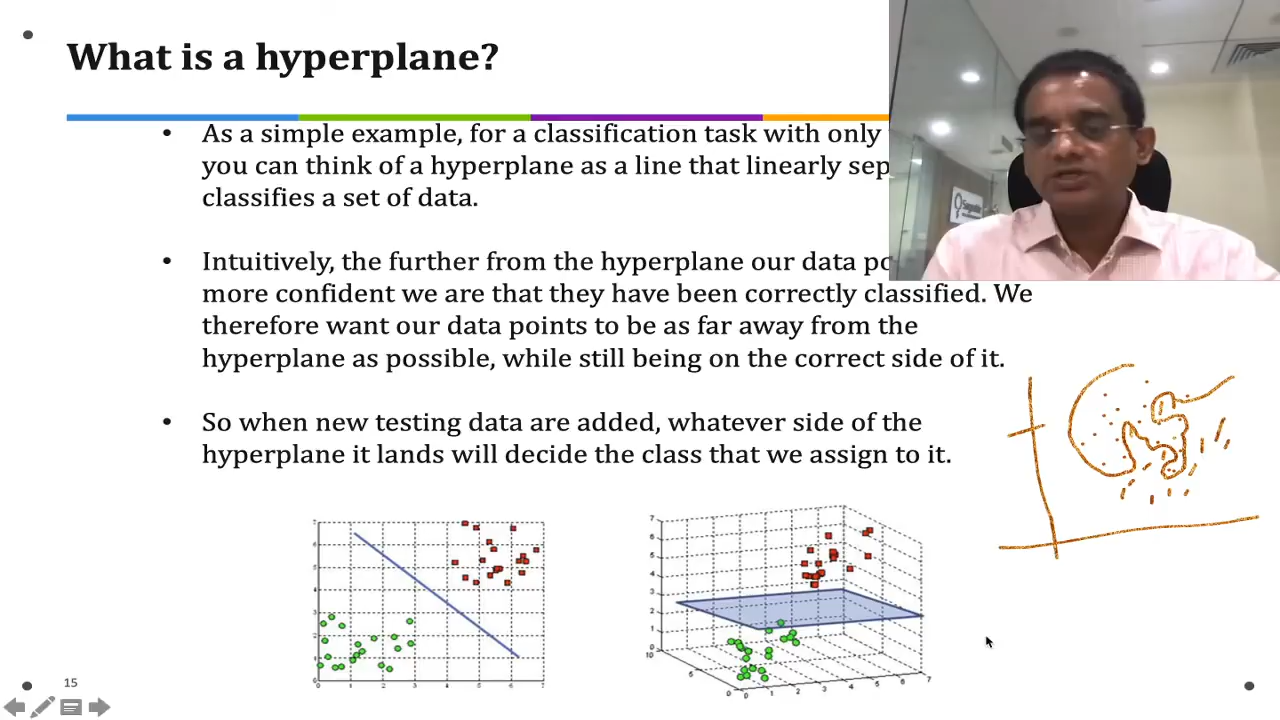 What is a hyperplane?
• As a simple example, for a classification task with only
you can think of a hyperplane as a line that linearly sep
classifies a set of data.
• Intuitively, the further from the hyperplane our data po
more confident we are that they have been correctly classified. We
therefore want our data points to be as far away from the
hyperplane as possible, while still being on the correct side of it.
• So when new testing data are added, whatever side of the
hyperplane it lands will decide the class that we assign to it.
15